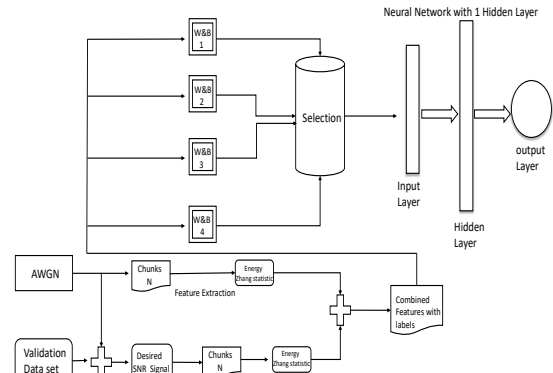 Neural Network with 1 Hidden Layer
W&B
1
W&B
2
W&B
3
W&B
4
Selection
Input
Layer
Hidden
Layer
output
Layer
AWGN
Chunks
N
Feature Extraction
Energy
Zhang statistic
Combined
Features with
labels
Validation
Data set
Desired
SNR Signal
Chunks
N
Energy
Zhang statistic